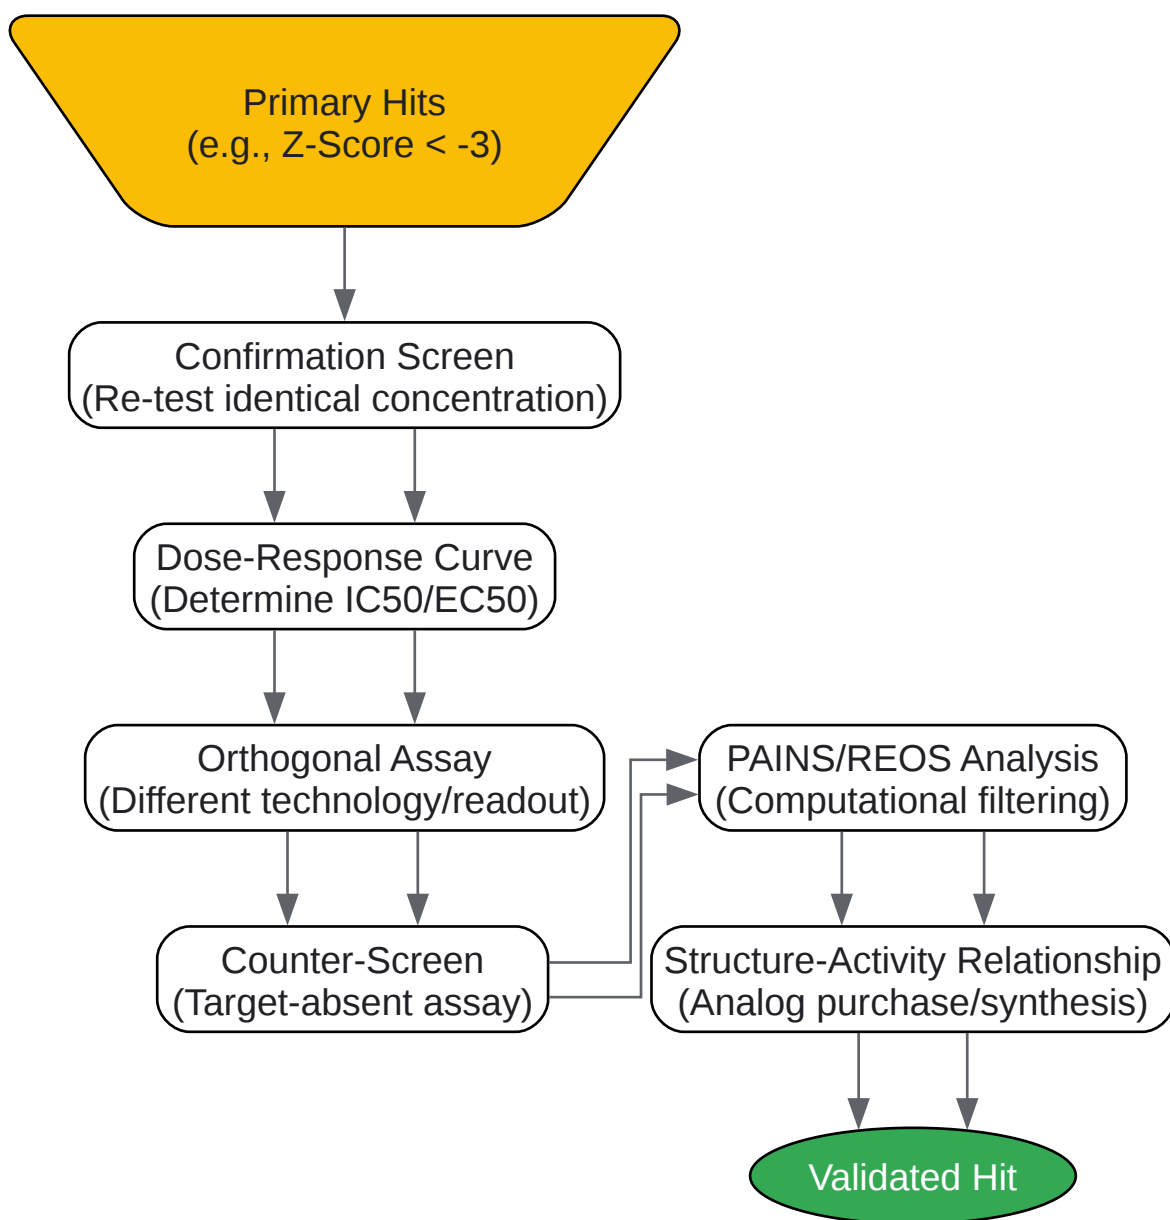 Primary Hits
(e.g., Z-Score < -3)
Confirmation Screen
(Re-test identical concentration)
Dose-Response Curve
(Determine IC50/EC50)
Orthogonal Assay
(Different technology/readout)
Counter-Screen
(Target-absent assay)
PAINS/REOS Analysis
(Computational filtering)
Structure-Activity Relationship
(Analog purchase/synthesis)
Validated Hit